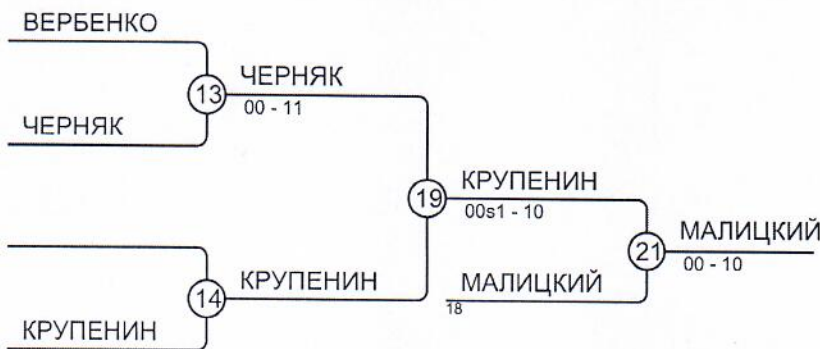 ВЕРБЕНКО
13
ЧЕРНЯК
00 - 11
ЧЕРНЯК
19
КРУПЕНИН
00s1 - 10
21
МАЛИЦКИЙ
00 - 10
14
КРУПЕНИН
МАЛИЦКИЙ
18
КРУПЕНИН